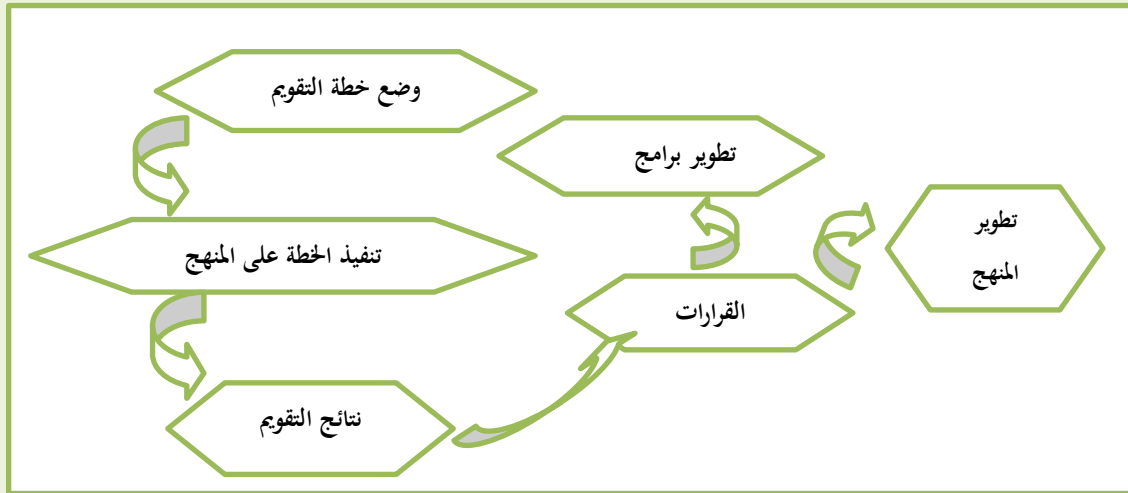 وضع خطة التقويم
تنفيذ الخطة على المنهج
نتائج التقويم
القرارات
تطوير برامج
تطوير
المنهج